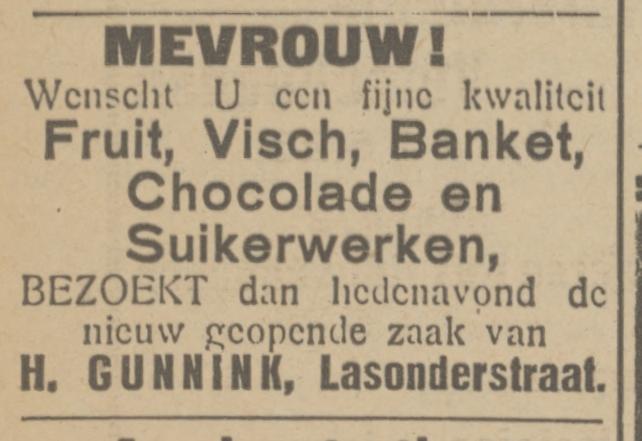 MEVROUW!
Wenscht U een fijne kwaliteit
Fruit, Visch, Banket,
Chocolade en
Suikerwerken,
BEZOEKT dan hedenavond de
nieuw geopende zaak van
H. GUNNINK, Lasonderstraat.